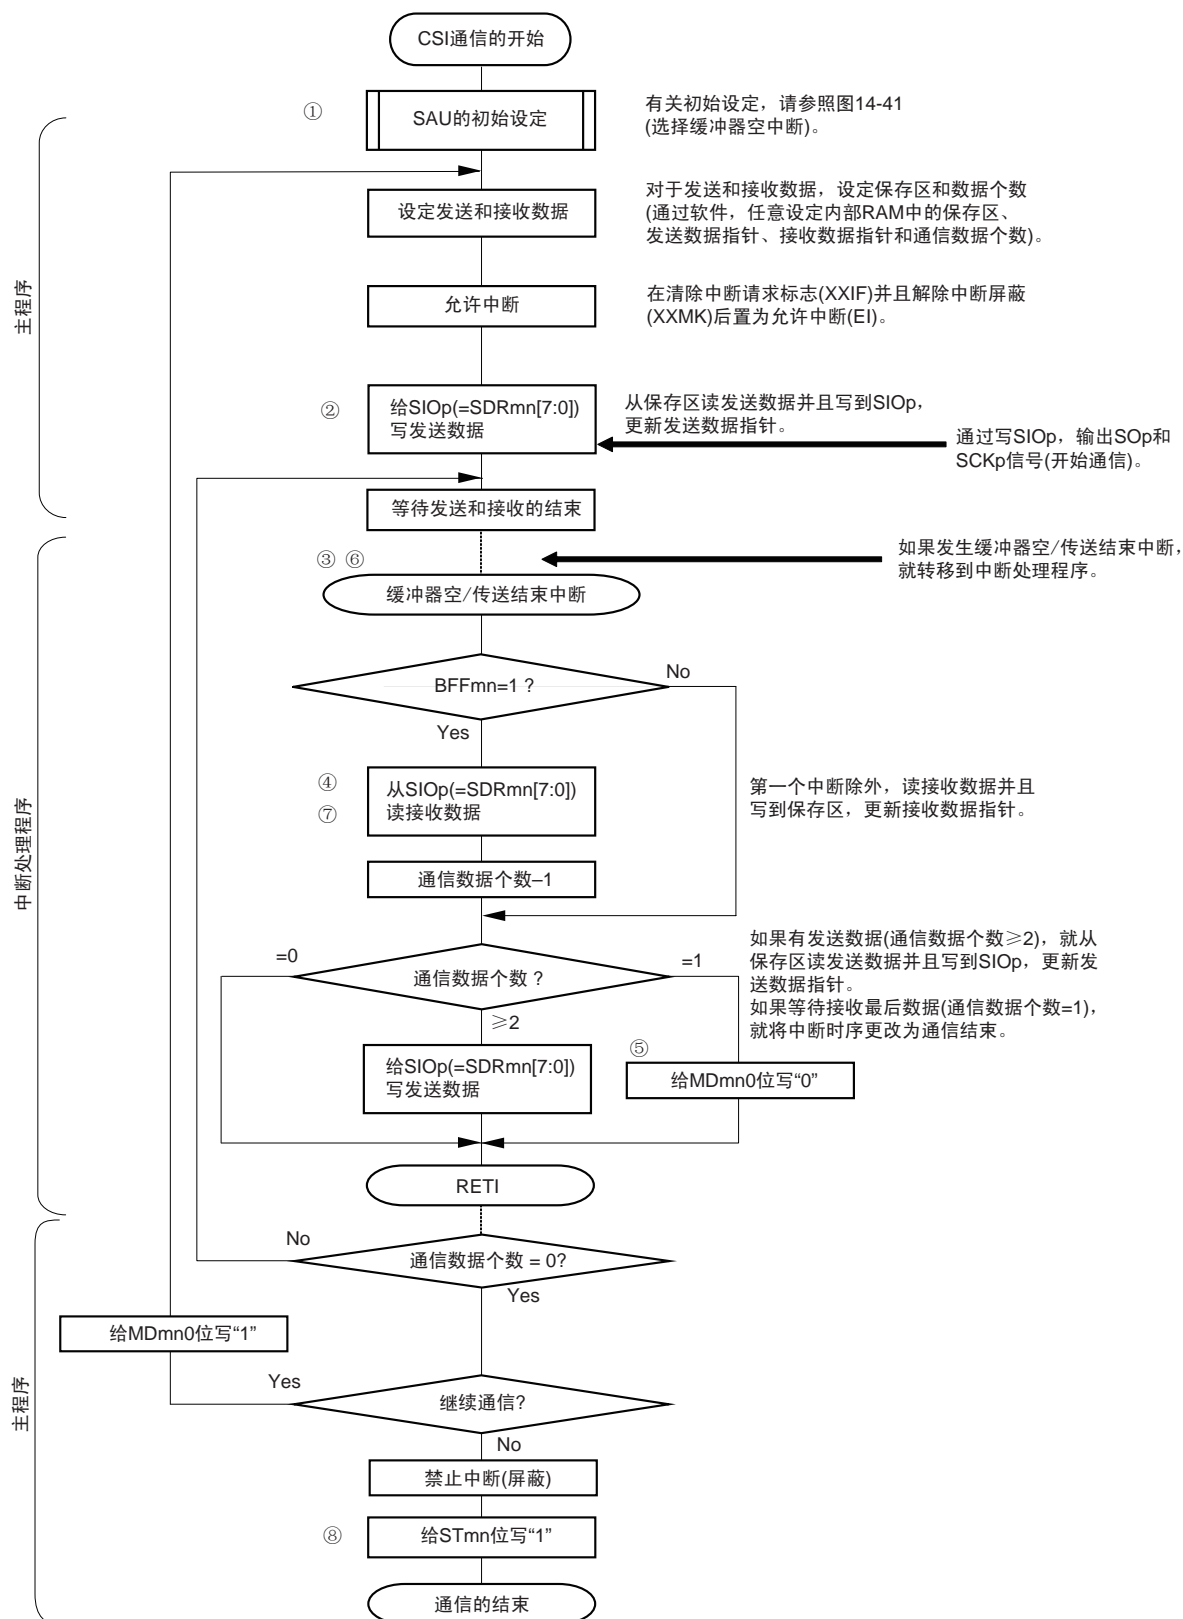 CSI通信的开始
①
SAU的初始设定
有关初始设定，请参照图14-41
(选择缓冲器空中断)。
设定发送和接收数据
对于发送和接收数据，设定保存区和数据个数
(通过软件，任意设定内部RAM中的保存区、
发送数据指针、接收数据指针和通信数据个数)。
主程序
允许中断
在清除中断请求标志(XXIF)并且解除中断屏蔽
(XXMK)后置为允许中断(EI)。
②
给SIOp(=SDRmn[7:0])
写发送数据
从保存区读发送数据并且写到SIOp，
更新发送数据指针。
通过写SIOp，输出SOp和
SCKp信号(开始通信)。
等待发送和接收的结束
③ ⑥
如果发生缓冲器空/传送结束中断，
就转移到中断处理程序。
缓冲器空/传送结束中断
BFFmn=1 ?
No
Yes
④
⑦
从SIOp(=SDRmn[7:0])
读接收数据
第一个中断除外，读接收数据并且
写到保存区，更新接收数据指针。
中断处理程序
通信数据个数–1
=0
通信数据个数 ?
=1
≥2
如果有发送数据(通信数据个数≥2)，就从
保存区读发送数据并且写到SIOp，更新发
送数据指针。
如果等待接收最后数据(通信数据个数=1)，
就将中断时序更改为通信结束。
⑤
给SIOp(=SDRmn[7:0])
写发送数据
给MDmn0位写“0”
RETI
No
通信数据个数 = 0?
Yes
给MDmn0位写“1”
Yes
继续通信?
No
主程序
禁止中断(屏蔽)
⑧
给STmn位写“1”
通信的结束